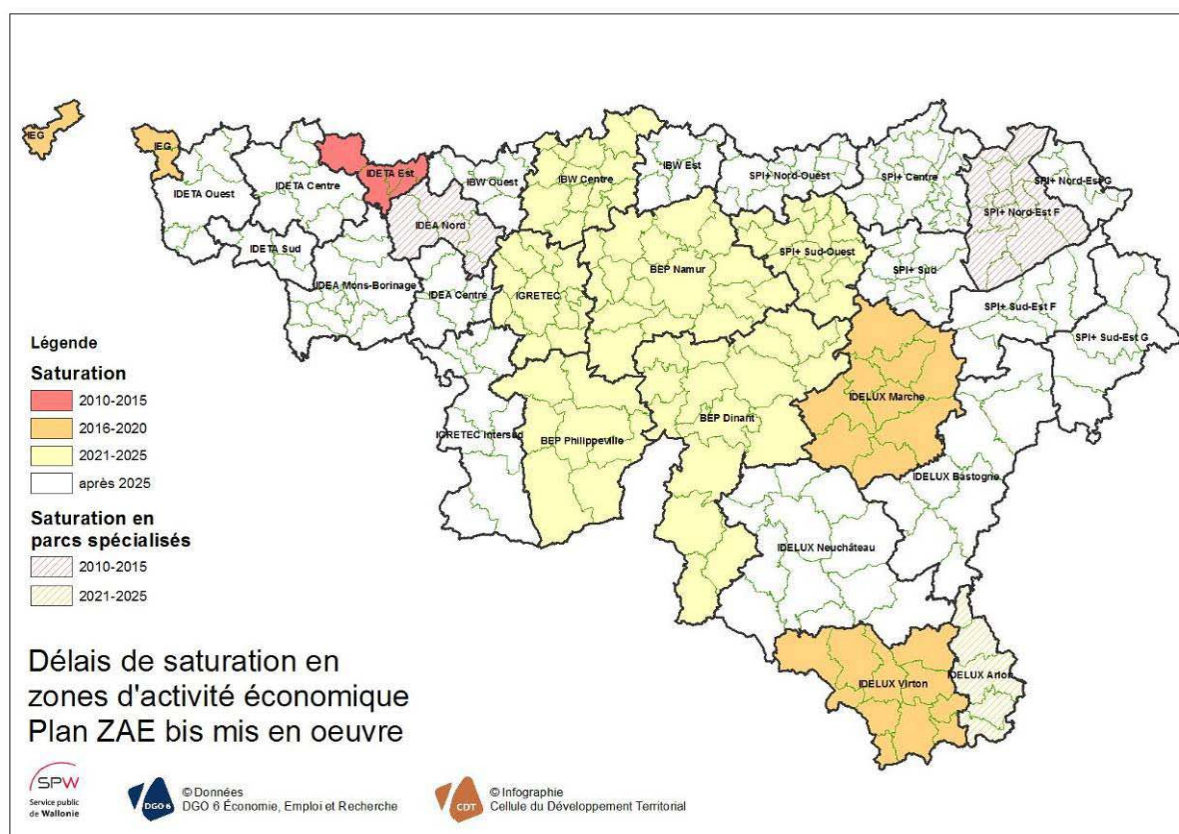 IEG
IEG
IDETA Ouest
IDETA Centre
IDETA Est
IBW Ouest
IBW Centre
IBW Est
SPI+ Nord-Ouest
SPI+ Centre
SPI+ Nord-Est G
SPI+ Nord-Est F
IDETA Sud
IDEA Nord
IDEA Mons-Borinage
IDEA Centre
IGRETEC
BEP Namur
SPI+ Sud-Ouest
SPI+ Sud
SPI+ Sud-Est F
SPI+ Sud-Est G
IGRETEC Intersud
BEP Philippeville
BEP Dinant
IDELUX Marche
IDELUX Bastogne
IDELUX Neuchâteau
IDELUX Virton
IDELUX Arlon
Légende
Saturation
2010-2015
2016-2020
2021-2025
après 2025
Saturation en
parcs spécialisés
2010-2015
2021-2025
Délais de saturation en
zones d'activité économique
Plan ZAE bis mis en oeuvre
SPW
Service public
de Wallonie
DGO 6
© Données
DGO 6 Économie, Emploi et Recherche
CDT
© Infographie
Cellule du Développement Territorial